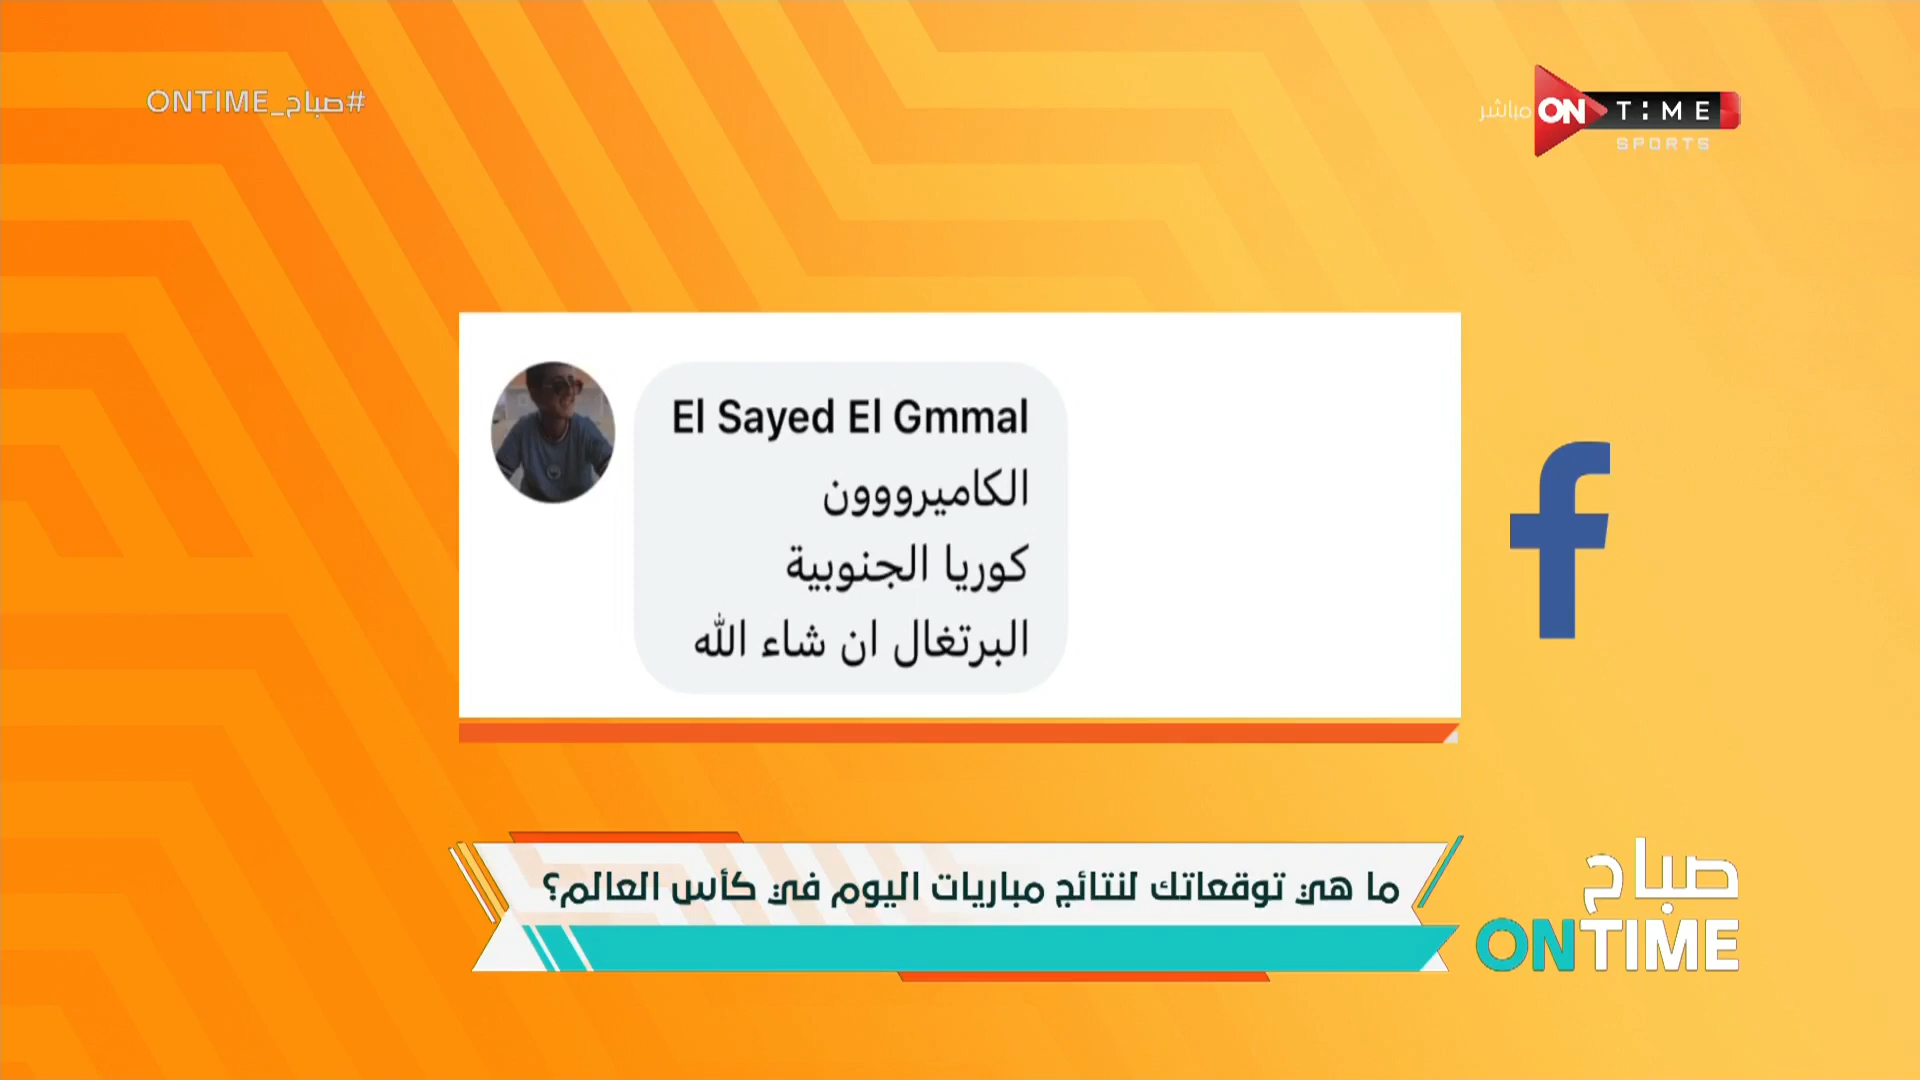 #صباح_ONTIME
مباشر ON TIME
SPORTS
El Sayed El Gmmal
الكاميرووون
كوريا الجنوبية
البرتغال ان شاء الله
ما هي توقعاتك لنتائج مباريات اليوم في كأس العالم؟
صباح
ONTIME